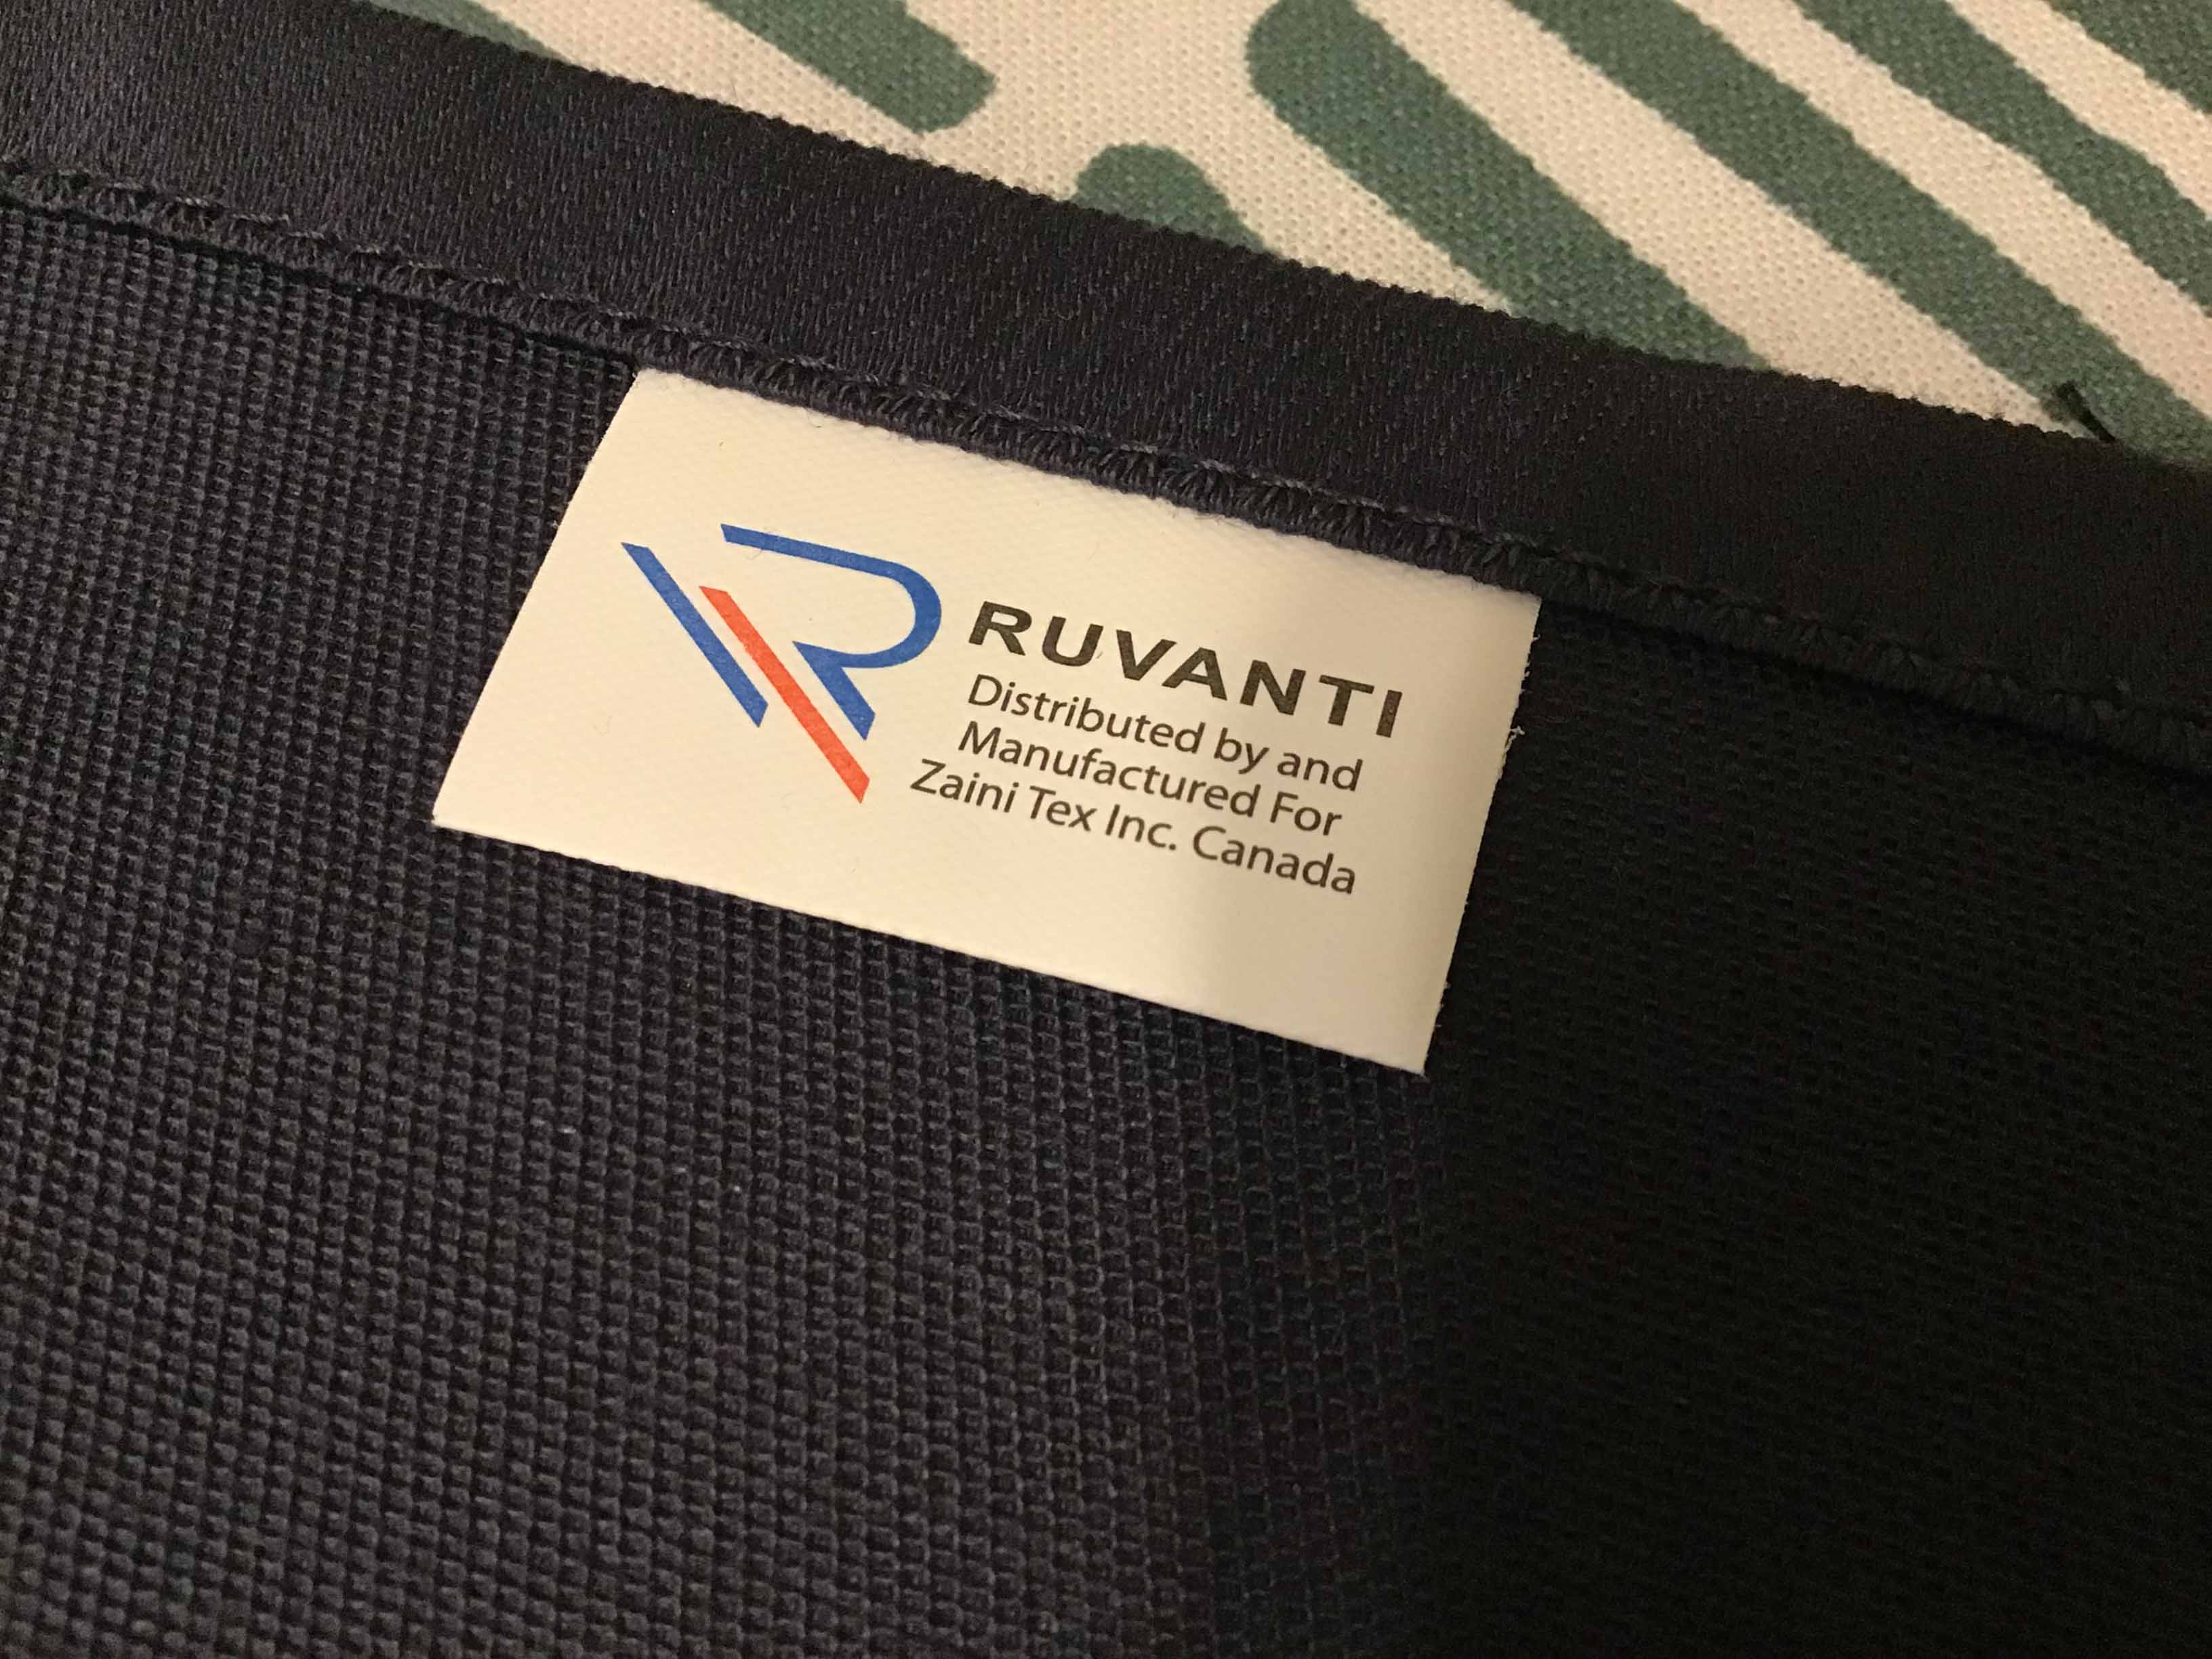 RUVANTI
Distributed by and
Manufactured For
Zaini Tex Inc. Canada